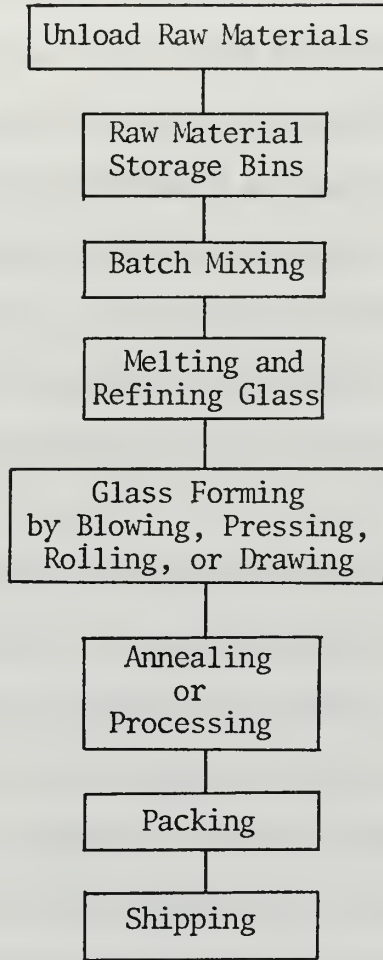 Unload Raw Materials
Raw Material
Storage Bins
Batch Mixing
Melting and
Refining Glass
Glass Forming
by Blowing, Pressing,
Roiling, or Drawing
Annealing
or
Processing
Packing
Shipping